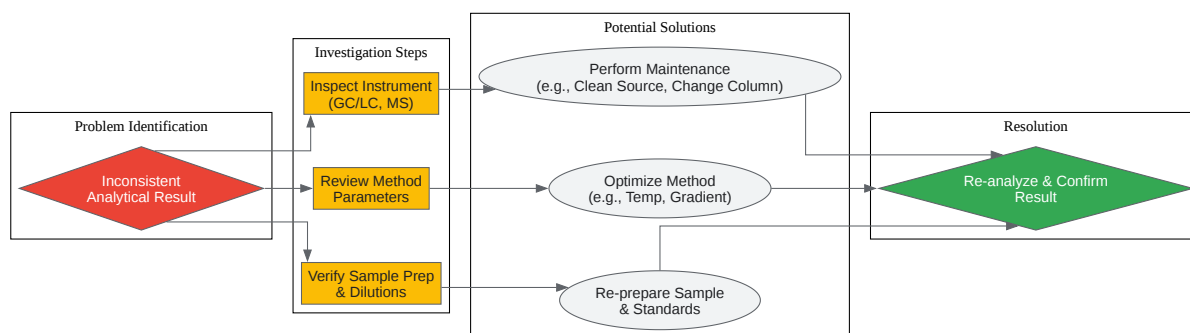 Problem Identification
Inconsistent
Analytical Result
Investigation Steps
Inspect Instrument
(GC/LC, MS)
Review Method
Parameters
Verify Sample Prep
& Dilutions
Potential Solutions
Perform Maintenance
(e.g., Clean Source, Change Column)
Optimize Method
(e.g., Temp, Gradient)
Re-prepare Sample
& Standards
Resolution
Re-analyze & Confirm
Result